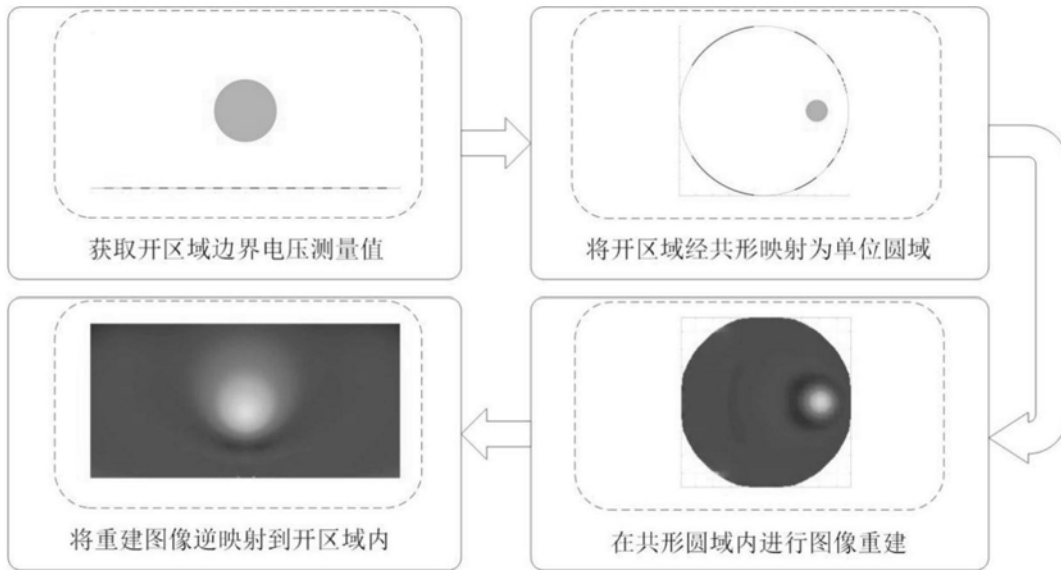 获取开区域边界电压测量值
将开区域经共形映射为单位圆域
将重建图像逆映射到开区域内
在共形圆域内进行图像重建